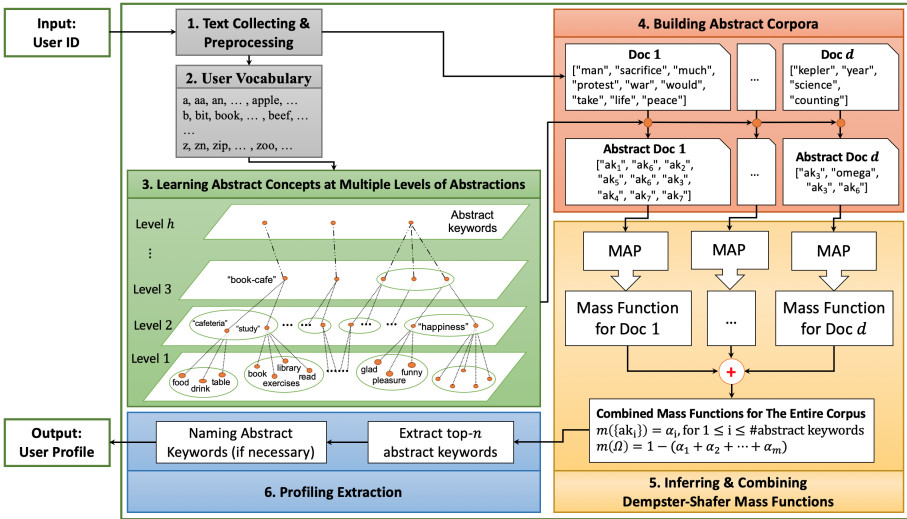 Input:
User ID
1. Text Collecting &
Preprocessing
2. User Vocabulary
a, aa, an, … , apple, …
b, bit, book, … , beef, …
…
z, zn, zip, … , zoo, …
3. Learning Abstract Concepts at Multiple Levels of Abstractions
Level h
Abstract
keywords
⋮
Level 3
"book-cafe"
Level 2
"cafeteria"
"study"
...
...
...
...
"happiness"
Level 1
food
drink
table
book
library
exercises
read
glad
pleasure
funny
4. Building Abstract Corpora
Doc 1
["man", "sacrifice", "much",
"protest", "war", "would",
"take", "life", "peace"]
...
Doc d
["kepler", "year",
"science",
"counting"]
Abstract Doc 1
["ak₁", "ak₆", "ak₂",
"ak₅", "ak₆", "ak₃",
"ak₄", "ak₇", "ak₇"]
...
Abstract Doc d
["ak₃", "omega",
"ak₃", "ak₆"]
MAP
MAP
MAP
Mass Function
for Doc 1
...
Mass Function
for Doc d
+
Combined Mass Functions for The Entire Corpus
m({akᵢ}) = αᵢ, for 1 ≤ i ≤ #abstract keywords
m(Ω) = 1 − (α₁ + α₂ + ⋯ + αₘ)
5. Inferring & Combining
Dempster-Shafer Mass Functions
Extract top-n
abstract keywords
Naming Abstract
Keywords (if necessary)
6. Profiling Extraction
Output:
User Profile